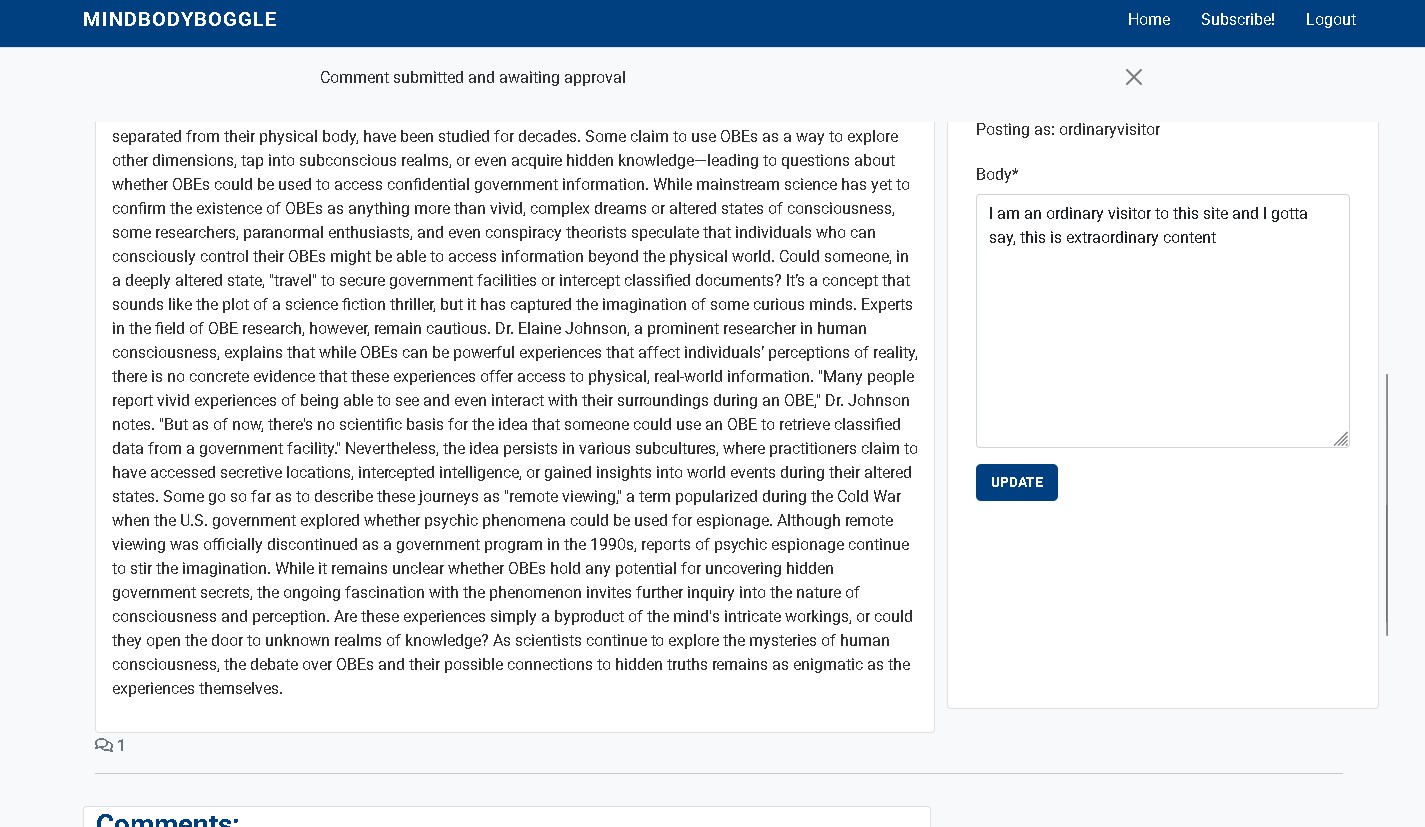 MINDBODYBOGGLE
Home Subscribe! Logout
Comment submitted and awaiting approval
separated from their physical body, have been studied for decades. Some claim to use OBEs as a way to explore
other dimensions, tap into subconscious realms, or even acquire hidden knowledge—leading to questions about
whether OBEs could be used to access confidential government information. While mainstream science has yet to
confirm the existence of OBEs as anything more than vivid, complex dreams or altered states of consciousness,
some researchers, paranormal enthusiasts, and even conspiracy theorists speculate that individuals who can
consciously control their OBEs might be able to access information beyond the physical world. Could someone, in
a deeply altered state, "travel" to secure government facilities or intercept classified documents? It's a concept that
sounds like the plot of a science fiction thriller, but it has captured the imagination of some curious minds. Experts
in the field of OBE research, however, remain cautious. Dr. Elaine Johnson, a prominent researcher in human
consciousness, explains that while OBEs can be powerful experiences that affect individuals' perceptions of reality,
there is no concrete evidence that these experiences offer access to physical, real-world information. "Many people
report vivid experiences of being able to see and even interact with their surroundings during an OBE," Dr. Johnson
notes. "But as of now, there's no scientific basis for the idea that someone could use an OBE to retrieve classified
data from a government facility." Nevertheless, the idea persists in various subcultures, where practitioners claim to
have accessed secretive locations, intercepted intelligence, or gained insights into world events during their altered
states. Some go so far as to describe these journeys as "remote viewing," a term popularized during the Cold War
when the U.S. government explored whether psychic phenomena could be used for espionage. Although remote
viewing was officially discontinued as a government program in the 1990s, reports of psychic espionage continue
to stir the imagination. While it remains unclear whether OBEs hold any potential for uncovering hidden
government secrets, the ongoing fascination with the phenomenon invites further inquiry into the nature of
consciousness and perception. Are these experiences simply a byproduct of the mind's intricate workings, or could
they open the door to unknown realms of knowledge? As scientists continue to explore the mysteries of human
consciousness, the debate over OBEs and their possible connections to hidden truths remains as enigmatic as the
experiences themselves.
1
Posting as: ordinaryvisitor
Body*
I am an ordinary visitor to this site and I gotta
say, this is extraordinary content
UPDATE
Comments: